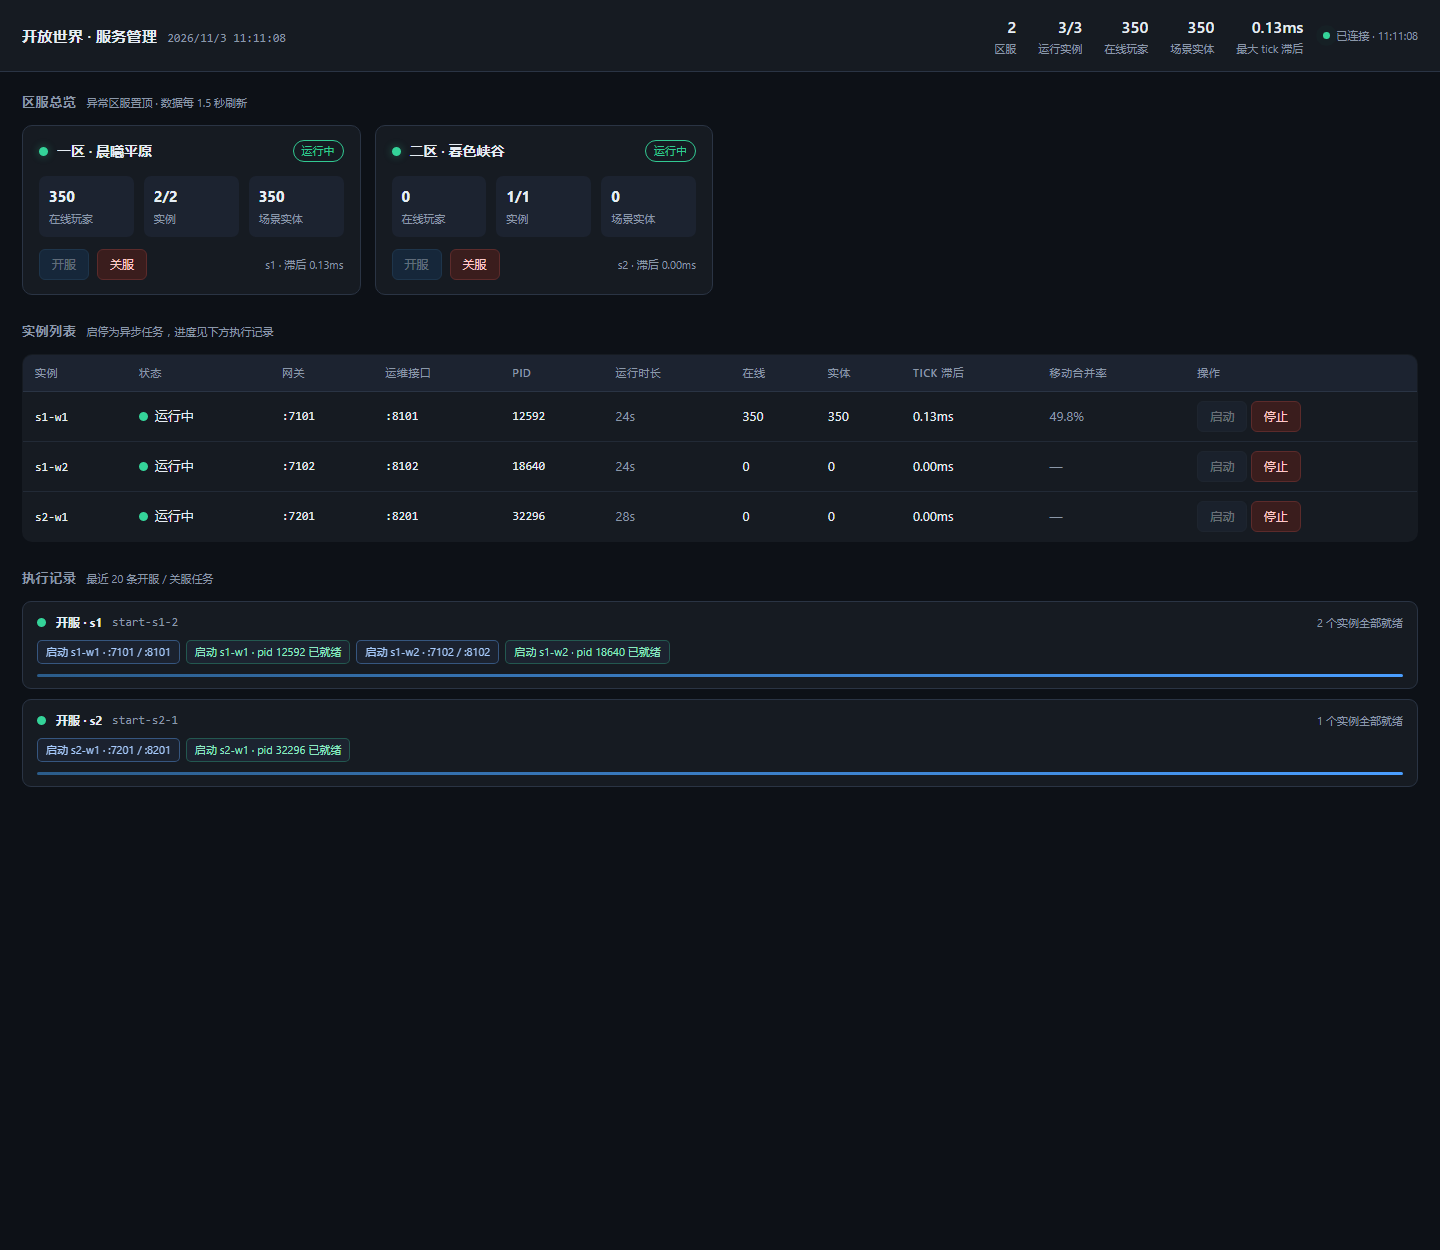 开放世界 · 服务管理 2026/11/3 11:11:08
2 3/3 350 350 0.13ms
区服 运行实例 在线玩家 场景实体 最大 tick 滞后
已连接 · 11:11:08
区服总览 异常区服置顶 · 数据每 1.5 秒刷新
一区 · 晨曦平原 运行中
350 2/2 350
在线玩家 实例 场景实体
开服 关服 s1 · 滞后 0.13ms
二区 · 暮色峡谷 运行中
0 1/1 0
在线玩家 实例 场景实体
开服 关服 s2 · 滞后 0.00ms
实例列表 启停为异步任务，进度见下方执行记录
实例 状态 网关 运维接口 PID 运行时长 在线 实体 TICK 滞后 移动合并率 操作
s1-w1 运行中 :7101 :8101 12592 24s 350 350 0.13ms 49.8% 启动 停止
s1-w2 运行中 :7102 :8102 18640 24s 0 0 0.00ms — 启动 停止
s2-w1 运行中 :7201 :8201 32296 28s 0 0 0.00ms — 启动 停止
执行记录 最近 20 条开服 / 关服任务
开服 · s1 start-s1-2 2 个实例全部就绪
启动 s1-w1 · :7101 / :8101 启动 s1-w1 · pid 12592 已就绪 启动 s1-w2 · :7102 / :8102 启动 s1-w2 · pid 18640 已就绪
开服 · s2 start-s2-1 1 个实例全部就绪
启动 s2-w1 · :7201 / :8201 启动 s2-w1 · pid 32296 已就绪